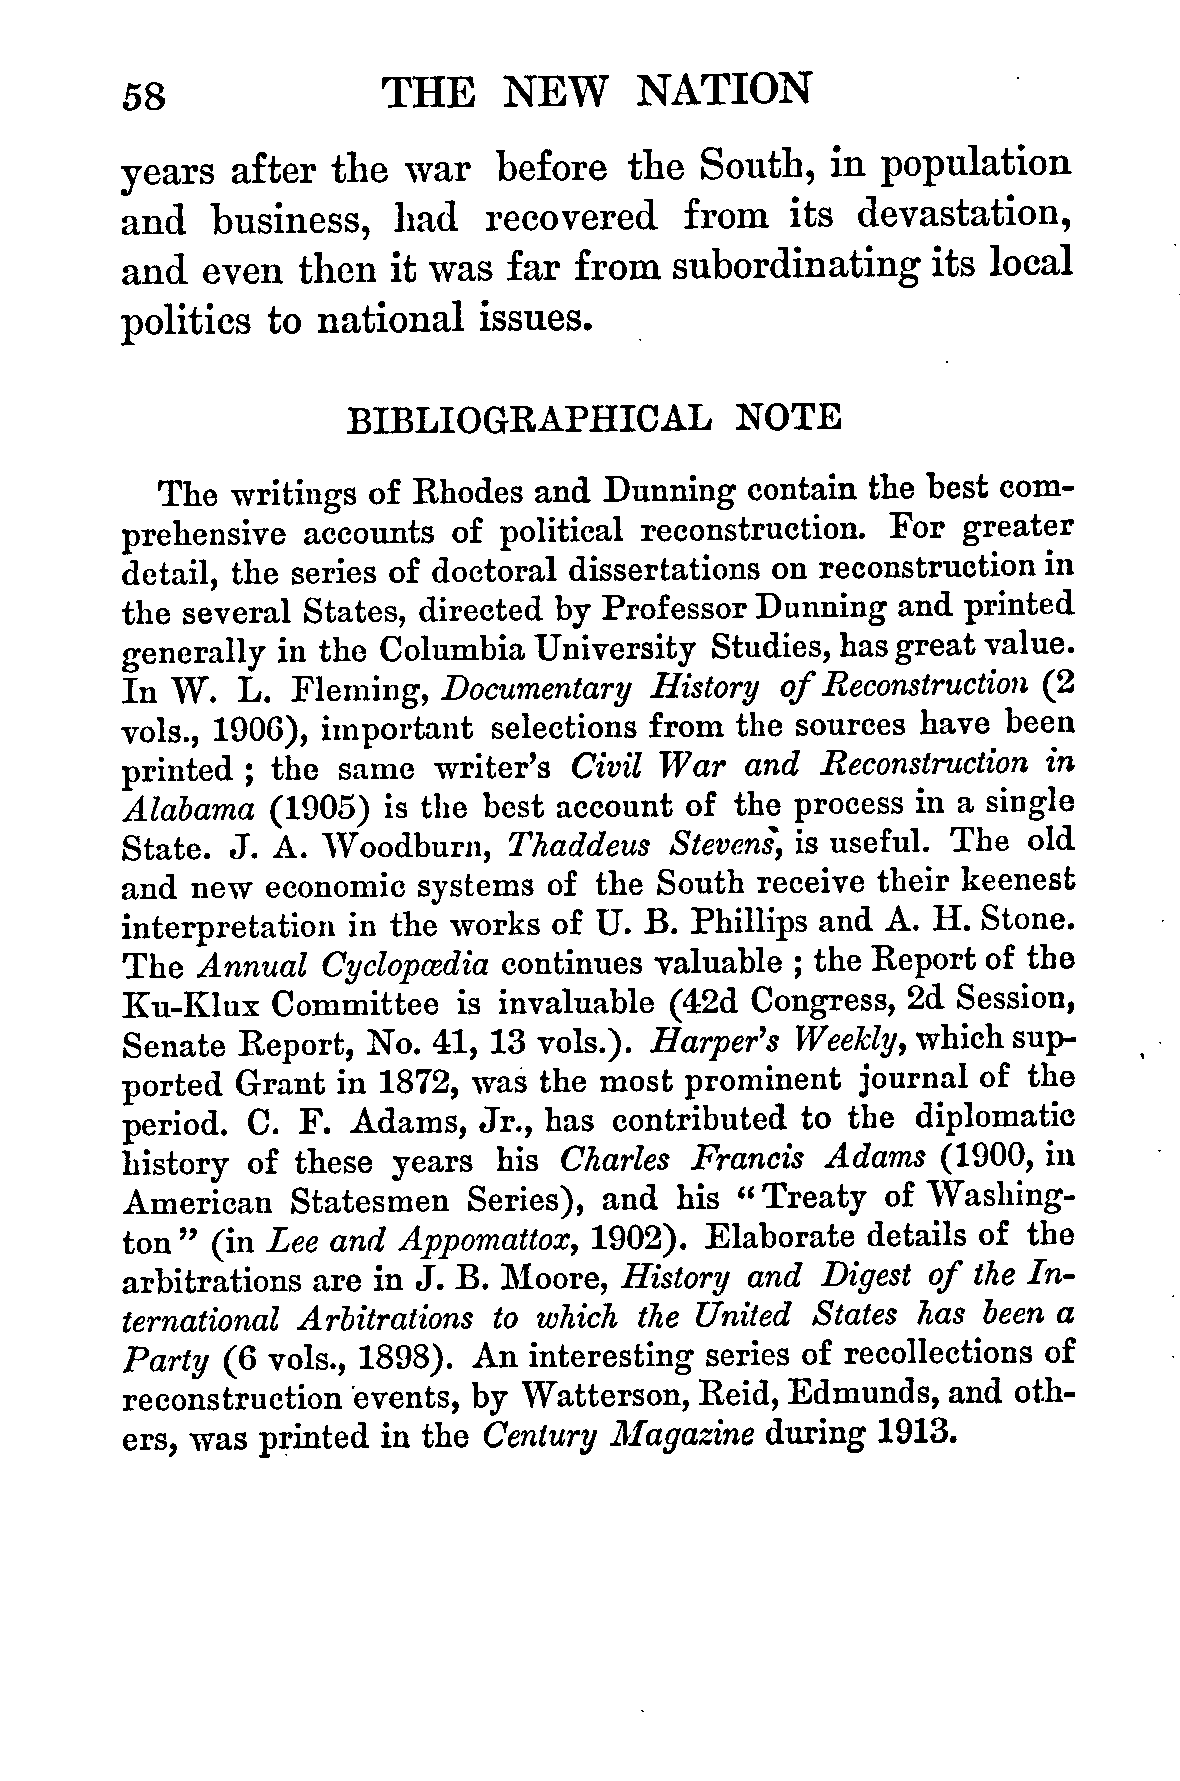 58 THE NEW NATION
years after the war before the South, in population
and business, had recovered from its devastation,
and even then it was far from subordinating its local
politics to national issues.
BIBLIOGRAPHICAL NOTE
The writings of Rhodes and Dunning contain the best com-
prehensive accounts of political reconstruction. For greater
detail, the series of doctoral dissertations on reconstruction in
the several States, directed by Professor Dunning and printed
generally in the Columbia University Studies, has great value.
In W. L. Fleming, Documentary History of Reconstruction (2
vols., 1906), important selections from the sources have been
printed ; the same writer's Civil War and Reconstruction in
Alabama (1905) is the best account of the process in a single
State. J. A. Woodburn, Thaddeus Stevens, is useful. The old
and new economic systems of the South receive their keenest
interpretation in the works of U. B. Phillips and A. H. Stone.
The Annual Cyclopædia continues valuable ; the Report of the
Ku-Klux Committee is invaluable (42d Congress, 2d Session,
Senate Report, No. 41, 13 vols.). Harper's Weekly, which sup-
ported Grant in 1872, was the most prominent journal of the
period. C. F. Adams, Jr., has contributed to the diplomatic
history of these years his Charles Francis Adams (1900, in
American Statesmen Series), and his "Treaty of Washing-
ton" (in Lee and Appomattox, 1902). Elaborate details of the
arbitrations are in J. B. Moore, History and Digest of the In-
ternational Arbitrations to which the United States has been a
Party (6 vols., 1898). An interesting series of recollections of
reconstruction events, by Watterson, Reid, Edmunds, and oth-
ers, was printed in the Century Magazine during 1913.